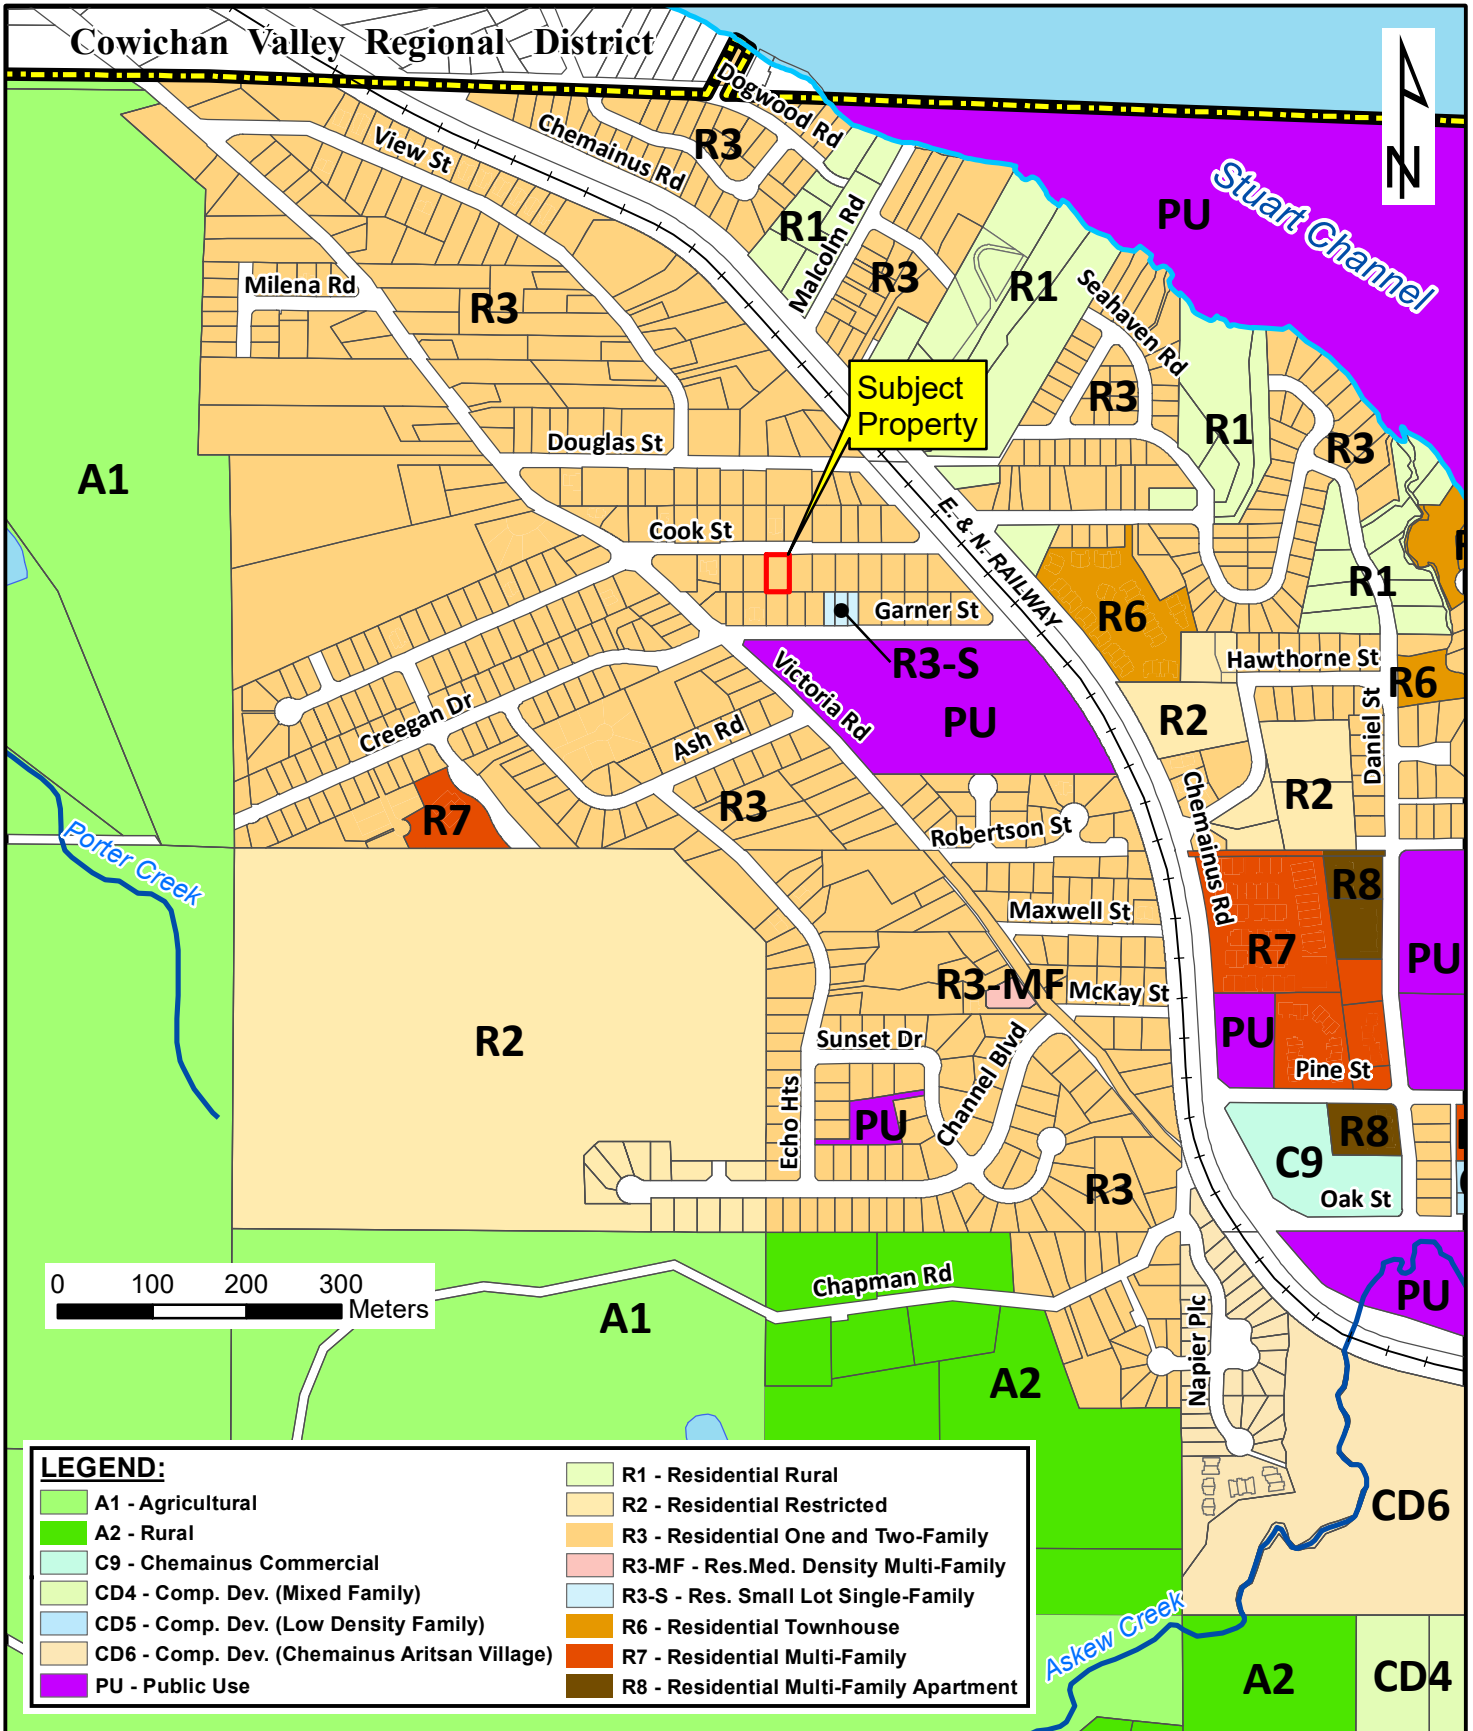 Cowichan Valley Regional District
Dogwood Rd
View St
Chemainus Rd
R3
N
Stuart Channel
PU
R1
Malcolm Rd
R3
R1
Seahaven Rd
Milena Rd
R3
Subject
Property
R3
R1
R3
Douglas St
A1
Cook St
E. & N. RAILWAY
R1
Garner St
R6
R3-S
Hawthorne St
R6
Victoria Rd
PU
R2
Daniel St
Creegan Dr
Ash Rd
R3
R2
Chemainus Rd
R7
Robertson St
Porter Creek
R8
Maxwell St
R7
PU
R3-MF
McKay St
R2
Sunset Dr
Channel Blvd
PU
Pine St
Echo Hts
PU
R8
C9
R3
Oak St
0 100 200 300
Meters
Chapman Rd
A1
Napier Plc
PU
A2
CD6
Askew Creek
A2
CD4
LEGEND:
A1 - Agricultural
A2 - Rural
C9 - Chemainus Commercial
CD4 - Comp. Dev. (Mixed Family)
CD5 - Comp. Dev. (Low Density Family)
CD6 - Comp. Dev. (Chemainus Aritsan Village)
PU - Public Use
R1 - Residential Rural
R2 - Residential Restricted
R3 - Residential One and Two-Family
R3-MF - Res.Med. Density Multi-Family
R3-S - Res. Small Lot Single-Family
R6 - Residential Townhouse
R7 - Residential Multi-Family
R8 - Residential Multi-Family Apartment